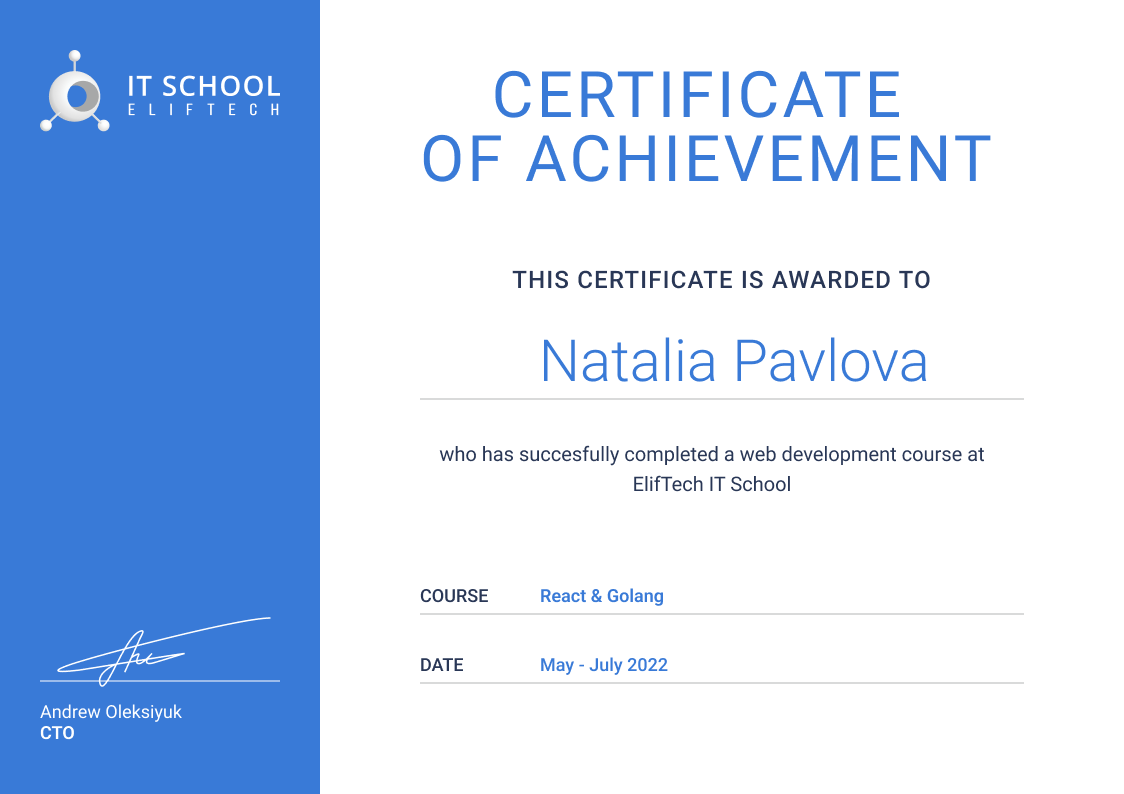 IT SCHOOL
ELIFTECH
CERTIFICATE
OF ACHIEVEMENT
THIS CERTIFICATE IS AWARDED TO
Natalia Pavlova
who has succesfully completed a web development course at
ElifTech IT School
COURSE React & Golang
DATE May - July 2022
Andrew Oleksiyuk
CTO